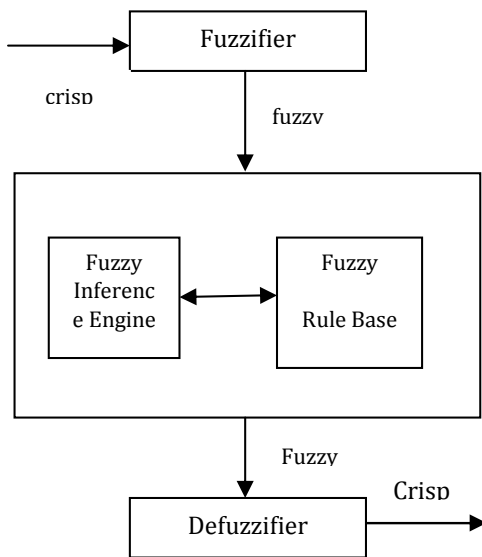 Fuzzifier
crisp
fuzzy
Fuzzy
Inferenc
e Engine
Fuzzy
Rule Base
Fuzzy
Crisp
Defuzzifier